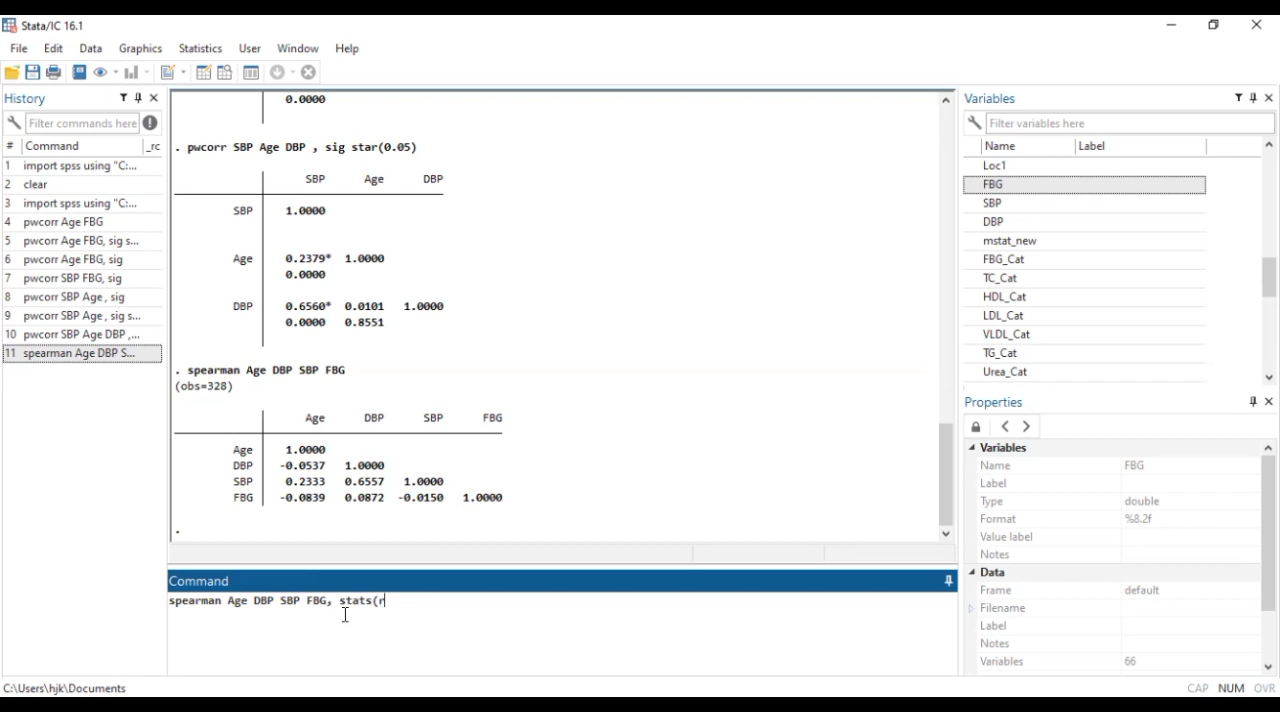 Stata/IC 16.1
File Edit Data Graphics Statistics User Window Help
History
Filter commands here
# Command _rc
1 import spss using "C:...
2 clear
3 import spss using "C:...
4 pwcorr Age FBG
5 pwcorr Age FBG, sig s...
6 pwcorr Age FBG, sig
7 pwcorr SBP FBG, sig
8 pwcorr SBP Age , sig
9 pwcorr SBP Age , sig s...
10 pwcorr SBP Age DBP ,...
11 spearman Age DBP S...
0.0000
. pwcorr SBP Age DBP , sig star(0.05)
SBP Age DBP
SBP 1.0000
Age 0.2379* 1.0000
0.0000
DBP 0.6560* 0.0101 1.0000
0.0000 0.8551
. spearman Age DBP SBP FBG
(obs=328)
Age DBP SBP FBG
Age 1.0000
DBP -0.0537 1.0000
SBP 0.2333 0.6557 1.0000
FBG -0.0839 0.0872 -0.0150 1.0000
.
Command
spearman Age DBP SBP FBG, stats(r
Variables
Filter variables here
Name Label
Loc1
FBG
SBP
DBP
mstat_new
FBG_Cat
TC_Cat
HDL_Cat
LDL_Cat
VLDL_Cat
TG_Cat
Urea_Cat
Properties
Variables
Name FBG
Label
Type double
Format %8.2f
Value label
Notes
Data
Frame default
Filename
Label
Notes
Variables 66
C:\Users\hjk\Documents
CAP NUM OVR